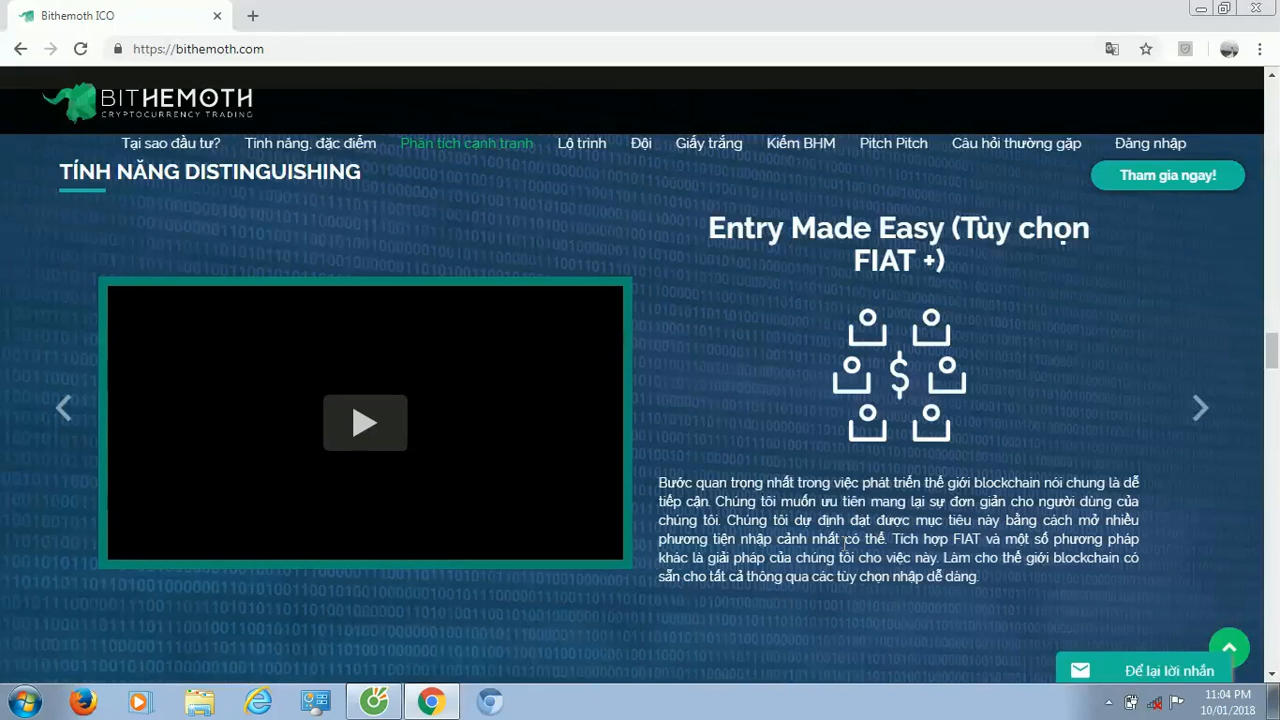 Bithemoth ICO
https://bithemoth.com
BITHEMOTH
CRYPTOCURRENCY TRADING
Tại sao đầu tư? Tính năng, đặc điểm Phân tích cạnh tranh Lộ trình Đội Giấy trắng Kiếm BHM Pitch Pitch Câu hỏi thường gặp Đăng nhập
TÍNH NĂNG DISTINGUISHING
Tham gia ngay!
Entry Made Easy (Tùy chọn
FIAT +)
$
Bước quan trọng nhất trong việc phát triển thế giới blockchain nói chung là dễ
tiếp cận. Chúng tôi muốn ưu tiên mang lại sự đơn giản cho người dùng của
chúng tôi. Chúng tôi dự định đạt được mục tiêu này bằng cách mở nhiều
phương tiện nhập cảnh nhất có thể. Tích hợp FIAT và một số phương pháp
khác là giải pháp của chúng tôi cho việc này. Làm cho thế giới blockchain có
sẵn cho tất cả thông qua các tùy chọn nhập dễ dàng.
Để lại lời nhắn
11:04 PM
10/01/2018